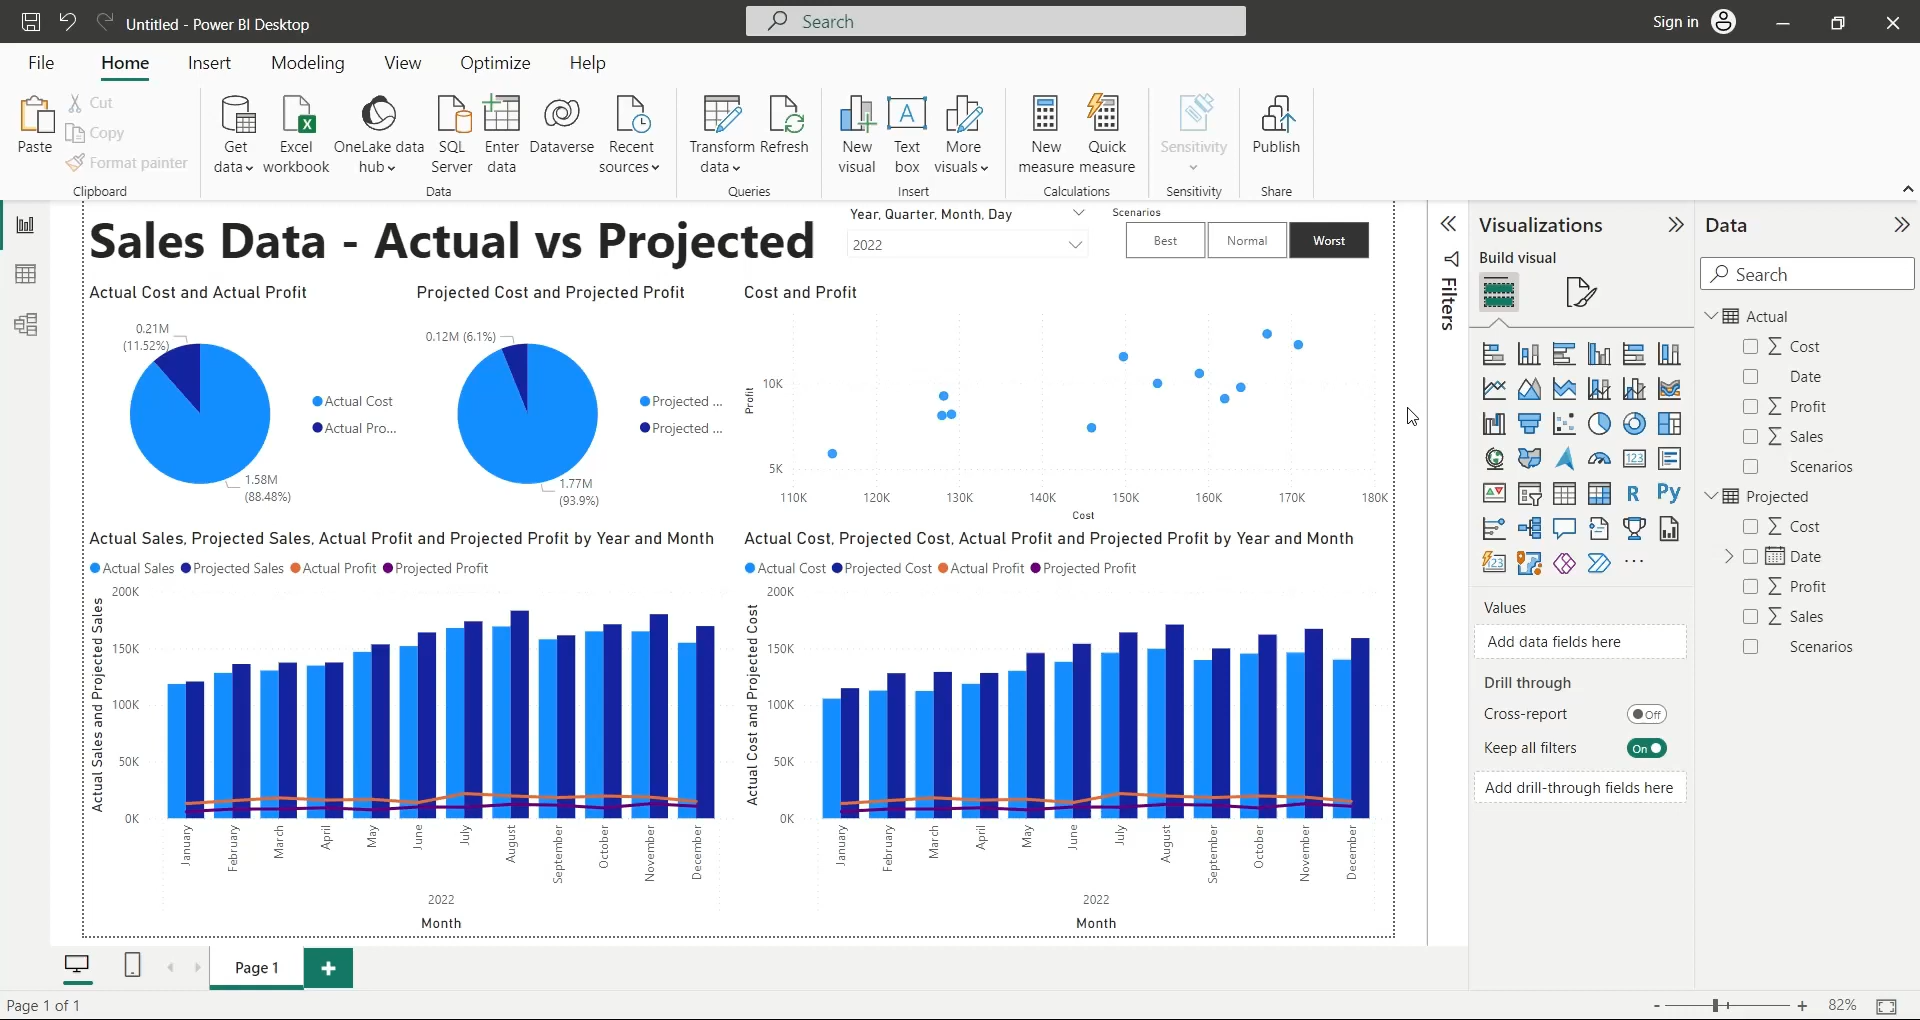 Untitled - Power BI Desktop
Search
Sign in
File Home Insert Modeling View Optimize Help
Paste
Cut
Copy
Format painter
Clipboard
Get data
Excel workbook
OneLake data hub
SQL Server
Enter data
Dataverse
Recent sources
Data
Transform data
Refresh
Queries
New visual
Text box
More visuals
Insert
New measure
Quick measure
Calculations
Sensitivity
Sensitivity
Publish
Share
Sales Data - Actual vs Projected
Year, Quarter, Month, Day
2022
Scenarios
Best Normal Worst
Actual Cost and Actual Profit
0.21M
(11.52%)
Actual Cost
Actual Pro...
1.58M
(88.48%)
Projected Cost and Projected Profit
0.12M (6.1%)
Projected ...
Projected ...
1.77M
(93.9%)
Cost and Profit
Profit
10K
5K
110K 120K 130K 140K 150K 160K 170K 180K
Cost
Actual Sales, Projected Sales, Actual Profit and Projected Profit by Year and Month
Actual Sales Projected Sales Actual Profit Projected Profit
Actual Sales and Projected Sales
200K
150K
100K
50K
0K
January February March April May June July August September October November December
2022
Month
Actual Cost, Projected Cost, Actual Profit and Projected Profit by Year and Month
Actual Cost Projected Cost Actual Profit Projected Profit
Actual Cost and Projected Cost
200K
150K
100K
50K
0K
January February March April May June July August September October November December
2022
Month
Filters
Visualizations
Build visual
123
R
Py
123
Values
Add data fields here
Drill through
Cross-report Off
Keep all filters On
Add drill-through fields here
Data
Search
Actual
Cost
Date
Profit
Sales
Scenarios
Projected
Cost
Date
Profit
Sales
Scenarios
Page 1
Page 1 of 1
82%